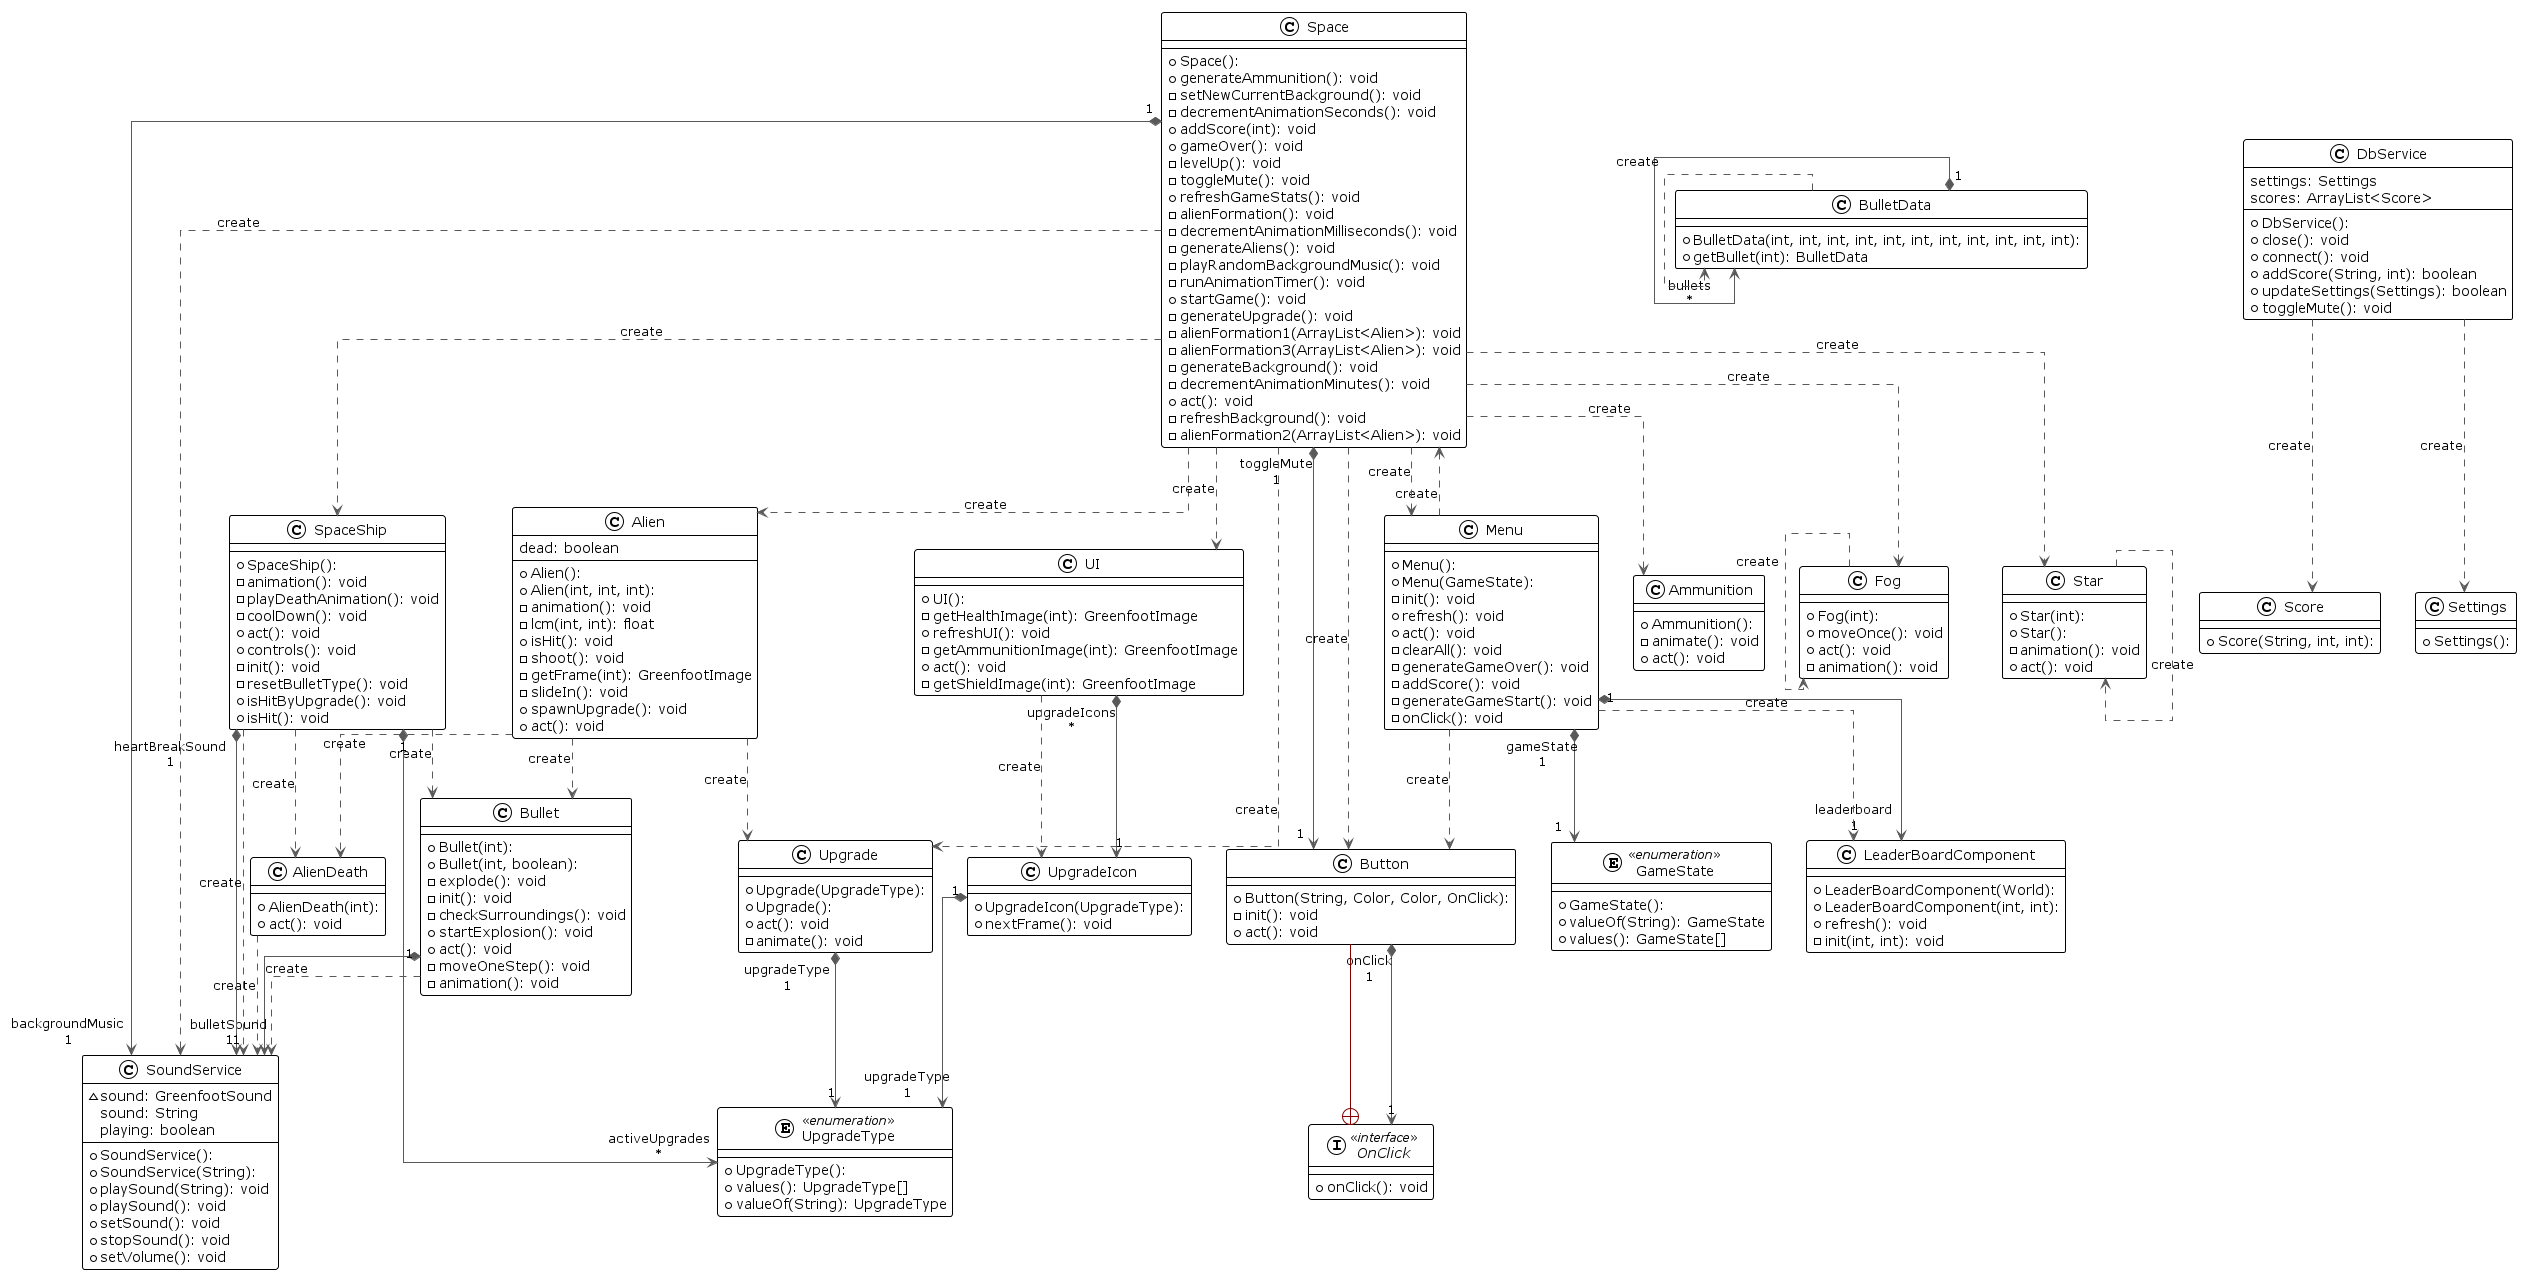 C Space
Space():
generateAmmunition(): void
setNewCurrentBackground(): void
decrementAnimationSeconds(): void
addScore(int): void
gameOver(): void
levelUp(): void
toggleMute(): void
refreshGameStats(): void
alienFormation(): void
decrementAnimationMilliseconds(): void
generateAliens(): void
playRandomBackgroundMusic(): void
runAnimationTimer(): void
startGame(): void
generateUpgrade(): void
alienFormation1(ArrayList<Alien>): void
alienFormation3(ArrayList<Alien>): void
generateBackground(): void
decrementAnimationMinutes(): void
act(): void
refreshBackground(): void
alienFormation2(ArrayList<Alien>): void
1
create
create
create
create
create
create
1
C BulletData
BulletData(int, int, int, int, int, int, int, int, int, int, int):
getBullet(int): BulletData
bullets
*
C DbService
settings: Settings
scores: ArrayList<Score>
DbService():
close(): void
connect(): void
addScore(String, int): boolean
updateSettings(Settings): boolean
toggleMute(): void
create
create
toggleMute
1
create
create
create
create
C SpaceShip
SpaceShip():
animation(): void
playDeathAnimation(): void
coolDown(): void
act(): void
controls(): void
init(): void
resetBulletType(): void
isHitByUpgrade(): void
isHit(): void
C Alien
dead: boolean
Alien():
Alien(int, int, int):
animation(): void
lcm(int, int): float
isHit(): void
shoot(): void
getFrame(int): GreenfootImage
slideIn(): void
spawnUpgrade(): void
act(): void
C UI
UI():
getHealthImage(int): GreenfootImage
refreshUI(): void
getAmmunitionImage(int): GreenfootImage
act(): void
getShieldImage(int): GreenfootImage
create
C Menu
Menu():
Menu(GameState):
init(): void
refresh(): void
act(): void
clearAll(): void
generateGameOver(): void
addScore(): void
generateGameStart(): void
onClick(): void
C Ammunition
Ammunition():
animate(): void
act(): void
create
C Fog
Fog(int):
moveOnce(): void
act(): void
animation(): void
C Star
Star(int):
Star():
animation(): void
act(): void
create
C Score
Score(String, int, int):
C Settings
Settings():
heartBreakSound
1
create
create
1
create
create
create
upgradeIcons
*
create
create
1
create
gameState
1
create
1
create
1
leaderboard
1
C Bullet
Bullet(int):
Bullet(int, boolean):
explode(): void
init(): void
checkSurroundings(): void
startExplosion(): void
act(): void
moveOneStep(): void
animation(): void
C AlienDeath
AlienDeath(int):
act(): void
C Upgrade
Upgrade(UpgradeType):
Upgrade():
act(): void
animate(): void
1
C UpgradeIcon
UpgradeIcon(UpgradeType):
nextFrame(): void
1
C Button
Button(String, Color, Color, OnClick):
init(): void
act(): void
E «enumeration»
GameState
GameState():
valueOf(String): GameState
values(): GameState[]
C LeaderBoardComponent
LeaderBoardComponent(World):
LeaderBoardComponent(int, int):
refresh(): void
init(int, int): void
create
1
create
create
upgradeType
1
onClick
1
backgroundMusic
1
bulletSound
11
C SoundService
~sound: GreenfootSound
sound: String
playing: boolean
SoundService():
SoundService(String):
playSound(String): void
playSound(): void
setSound(): void
stopSound(): void
setVolume(): void
activeUpgrades
*
1
upgradeType
1
E «enumeration»
UpgradeType
UpgradeType():
values(): UpgradeType[]
valueOf(String): UpgradeType
1
I «interface»
OnClick
onClick(): void